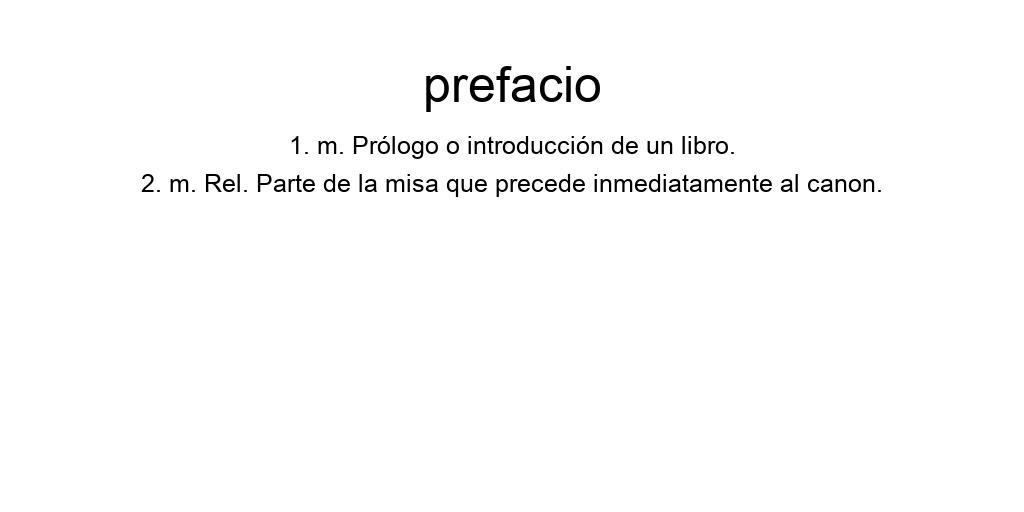 prefacio
1. m. Prólogo o introducción de un libro.
2. m. Rel. Parte de la misa que precede inmediatamente al canon.